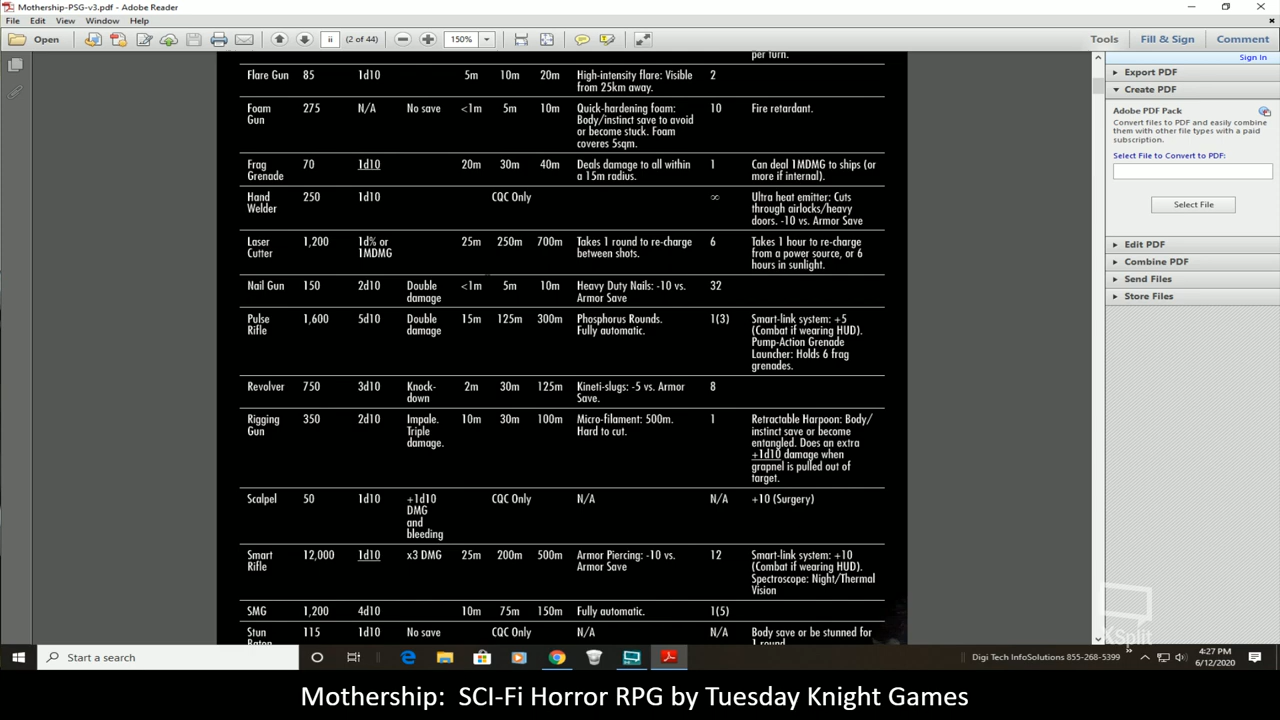 Mothership-PSG-v3.pdf - Adobe Reader
File Edit View Window Help
Open ii (2 of 44) 150% Tools Fill & Sign Comment
Sign In
Export PDF
Create PDF
Adobe PDF Pack
Convert files to PDF and easily combine
them with other file types with a paid
subscription.
Select File to Convert to PDF:
Select File
Edit PDF
Combine PDF
Send Files
Store Files
per turn.
Flare Gun 85 1d10 5m 10m 20m High-intensity flare: Visible 2
from 25km away.
Foam 275 N/A No save <1m 5m 10m Quick-hardening foam: 10 Fire retardant.
Gun Body/instinct save to avoid
or become stuck. Foam
coveres 5sqm.
Frag 70 1d10 20m 30m 40m Deals damage to all within 1 Can deal 1MDMG to ships (or
Grenade a 15m radius. more if internal).
Hand 250 1d10 CQC Only ∞ Ultra heat emitter: Cuts
Welder through airlocks/heavy
doors. -10 vs. Armor Save
Laser 1,200 1d% or 25m 250m 700m Takes 1 round to re-charge 6 Takes 1 hour to re-charge
Cutter 1MDMG between shots. from a power source, or 6
hours in sunlight.
Nail Gun 150 2d10 Double <1m 5m 10m Heavy Duty Nails: -10 vs. 32
damage Armor Save
Pulse 1,600 5d10 Double 15m 125m 300m Phosphorus Rounds. 1(3) Smart-link system: +5
Rifle damage Fully automatic. (Combat if wearing HUD).
Pump-Action Grenade
Launcher: Holds 6 frag
grenades.
Revolver 750 3d10 Knock- 2m 30m 125m Kineti-slugs: -5 vs. Armor 8
down Save.
Rigging 350 2d10 Impale. 10m 30m 100m Micro-filament: 500m. 1 Retractable Harpoon: Body/
Gun Triple Hard to cut. instinct save or become
damage. entangled. Does an extra
+1d10 damage when
grapnel is pulled out of
target.
Scalpel 50 1d10 +1d10 CQC Only N/A N/A +10 (Surgery)
DMG
and
bleeding
Smart 12,000 1d10 x3 DMG 25m 200m 500m Armor Piercing: -10 vs. 12 Smart-link system: +10
Rifle Armor Save (Combat if wearing HUD).
Spectroscope: Night/Thermal
Vision
SMG 1,200 4d10 10m 75m 150m Fully automatic. 1(5)
Stun 115 1d10 No save CQC Only N/A N/A Body save or be stunned for
Baton 1 round.
XSplit
Start a search Digi Tech InfoSolutions 855-268-5399 4:27 PM
6/12/2020
Mothership: SCI-Fi Horror RPG by Tuesday Knight Games